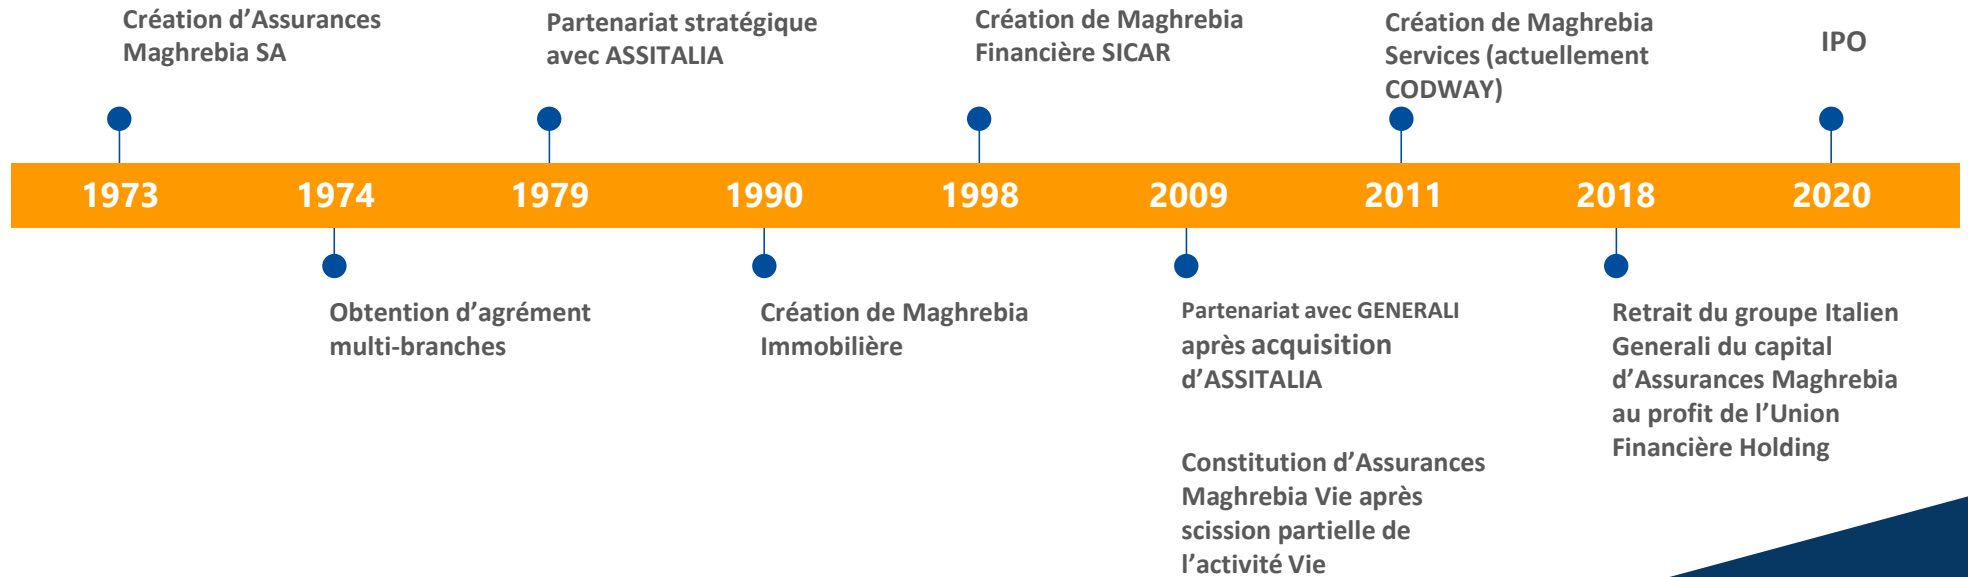 Création d’Assurances
Maghrebia SA
Partenariat stratégique
avec ASSITALIA
Création de Maghrebia
Financière SICAR
Création de Maghrebia
Services (actuellement
CODWAY)
IPO
1973
1974
1979
1990
1998
2009
2011
2018
2020
Obtention d’agrément
multi-branches
Création de Maghrebia
Immobilière
Partenariat avec GENERALI
après acquisition
d’ASSITALIA
Constitution d’Assurances
Maghrebia Vie après
scission partielle de
l’activité Vie
Retrait du groupe Italien
Generali du capital
d’Assurances Maghrebia
au profit de l’Union
Financière Holding